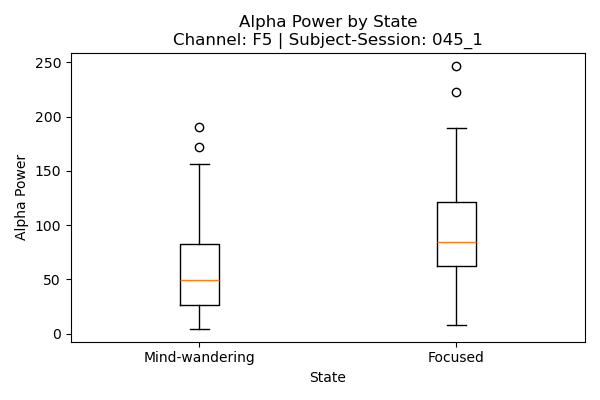 Alpha Power by State
Channel: F5 | Subject-Session: 045_1
Alpha Power
250
200
150
100
50
0
Mind-wandering
Focused
State